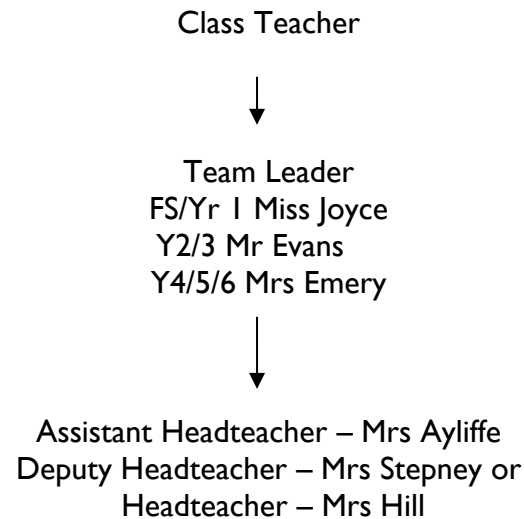 Class Teacher
Team Leader
FS/Yr 1 Miss Joyce
Y2/3 Mr Evans
Y4/5/6 Mrs Emery
Assistant Headteacher – Mrs Ayliffe
Deputy Headteacher – Mrs Stepney or
Headteacher – Mrs Hill